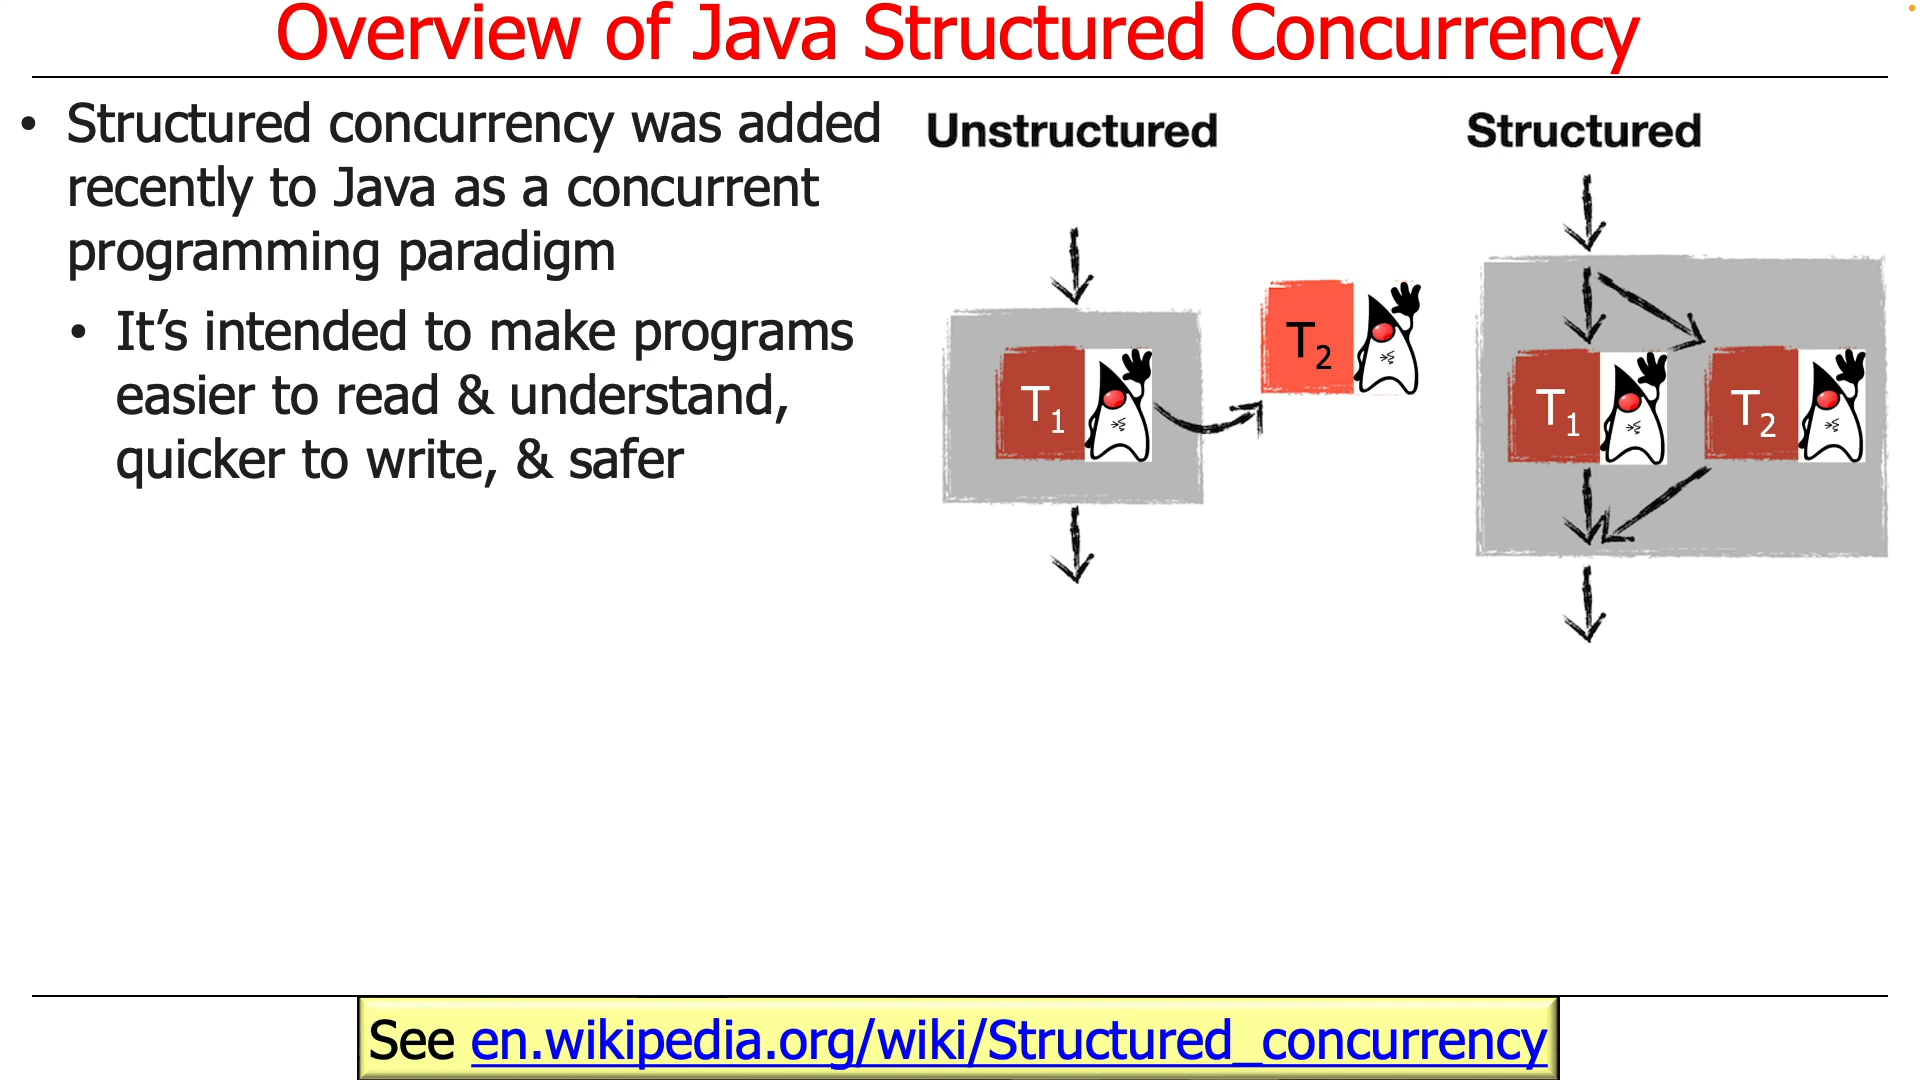 Overview of Java Structured Concurrency
• Structured concurrency was added
recently to Java as a concurrent
programming paradigm
• It’s intended to make programs
easier to read & understand,
quicker to write, & safer
Unstructured
T1
T2
Structured
T1
T2
See en.wikipedia.org/wiki/Structured_concurrency